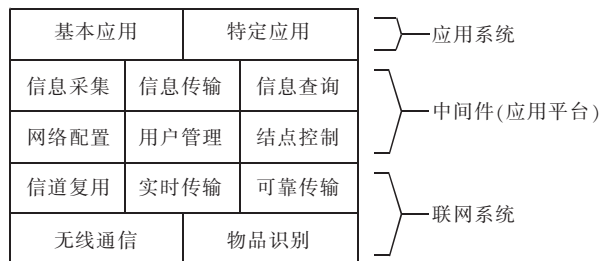 基本应用 特定应用 应用系统
信息采集 信息传输 信息查询
中间件(应用平台)
网络配置 用户管理 结点控制
信道复用 实时传输 可靠传输
联网系统
无线通信 物品识别